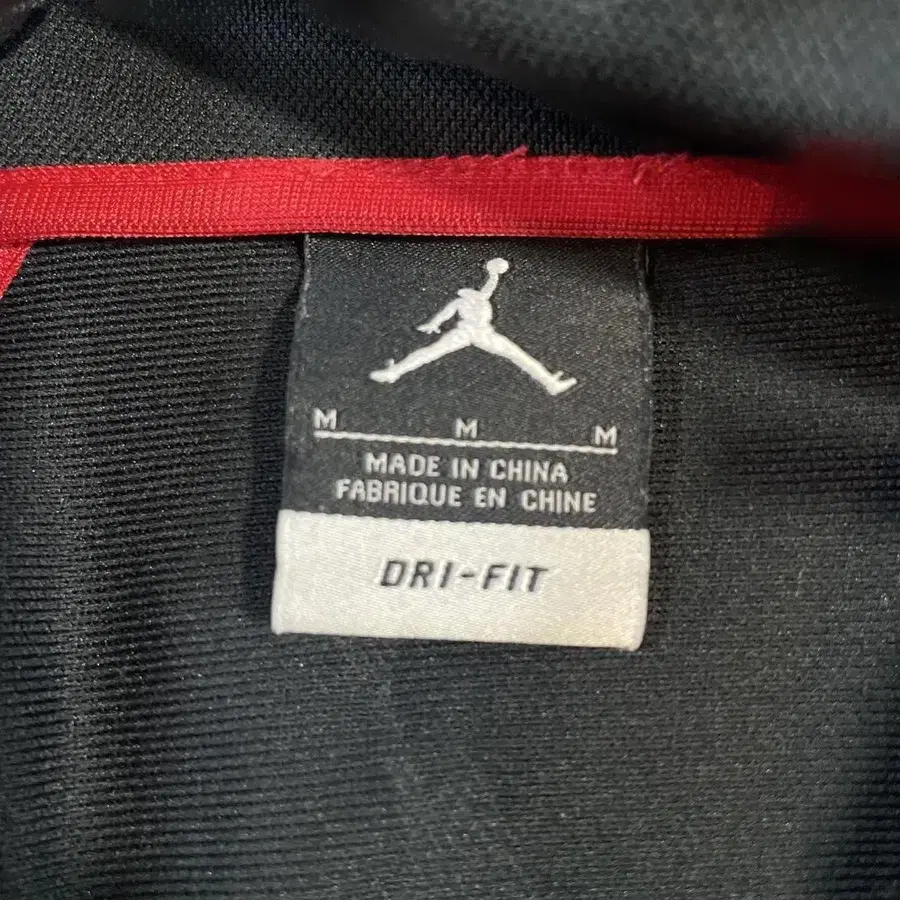 M M M
MADE IN CHINA
FABRIQUE EN CHINE
DRI-FIT